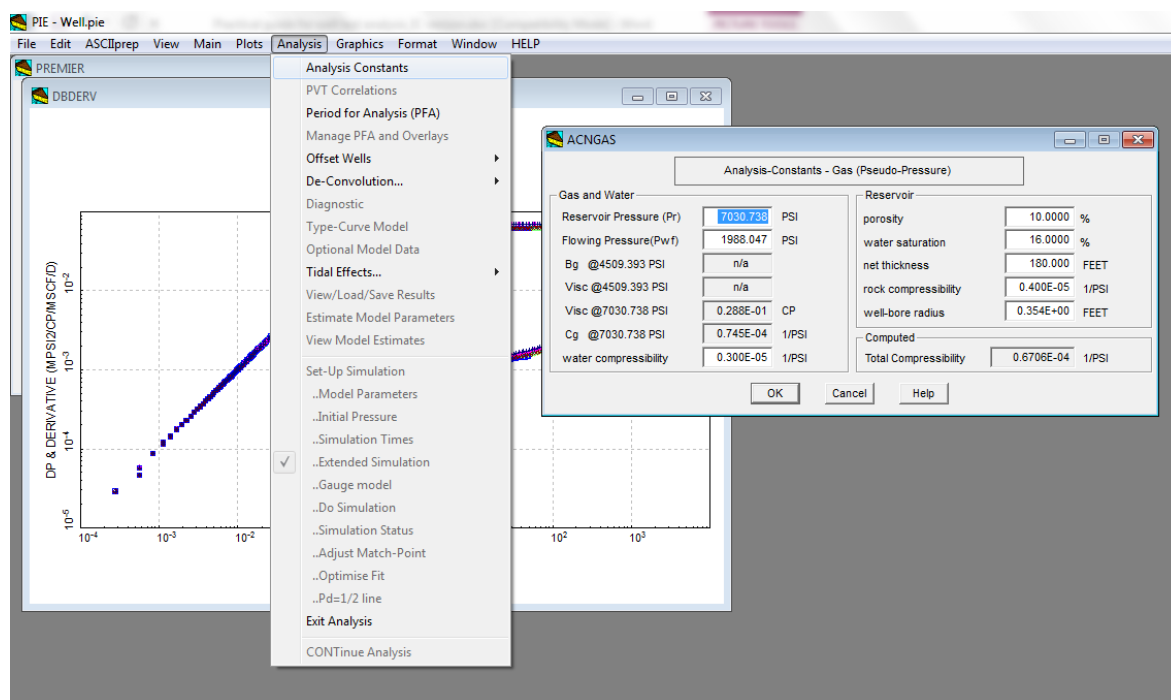 PIE - Well.pie
File Edit ASCIIprep View Main Plots Analysis Graphics Format Window HELP
PREMIER
DBDERV
Analysis Constants
PVT Correlations
Period for Analysis (PFA)
Manage PFA and Overlays
Offset Wells
De-Convolution...
Diagnostic
Type-Curve Model
Optional Model Data
Tidal Effects...
View/Load/Save Results
Estimate Model Parameters
View Model Estimates
Set-Up Simulation
..Model Parameters
..Initial Pressure
..Simulation Times
..Extended Simulation
..Gauge model
..Do Simulation
..Simulation Status
..Adjust Match-Point
..Optimise Fit
..Pd=1/2 line
Exit Analysis
CONTinue Analysis
DP & DERIVATIVE (MPSI2/CP/MSCF/D)
10-2
10-3
10-4
10-5
10-4 10-3 10-2 102 103
ACNGAS
Analysis-Constants - Gas (Pseudo-Pressure)
Gas and Water
Reservoir Pressure (Pr) 7030.738 PSI
Flowing Pressure(Pwf) 1988.047 PSI
Bg @4509.393 PSI n/a
Visc @4509.393 PSI n/a
Visc @7030.738 PSI 0.288E-01 CP
Cg @7030.738 PSI 0.745E-04 1/PSI
water compressibility 0.300E-05 1/PSI
Reservoir
porosity 10.0000 %
water saturation 16.0000 %
net thickness 180.000 FEET
rock compressibility 0.400E-05 1/PSI
well-bore radius 0.354E+00 FEET
Computed
Total Compressibility 0.6706E-04 1/PSI
OK Cancel Help